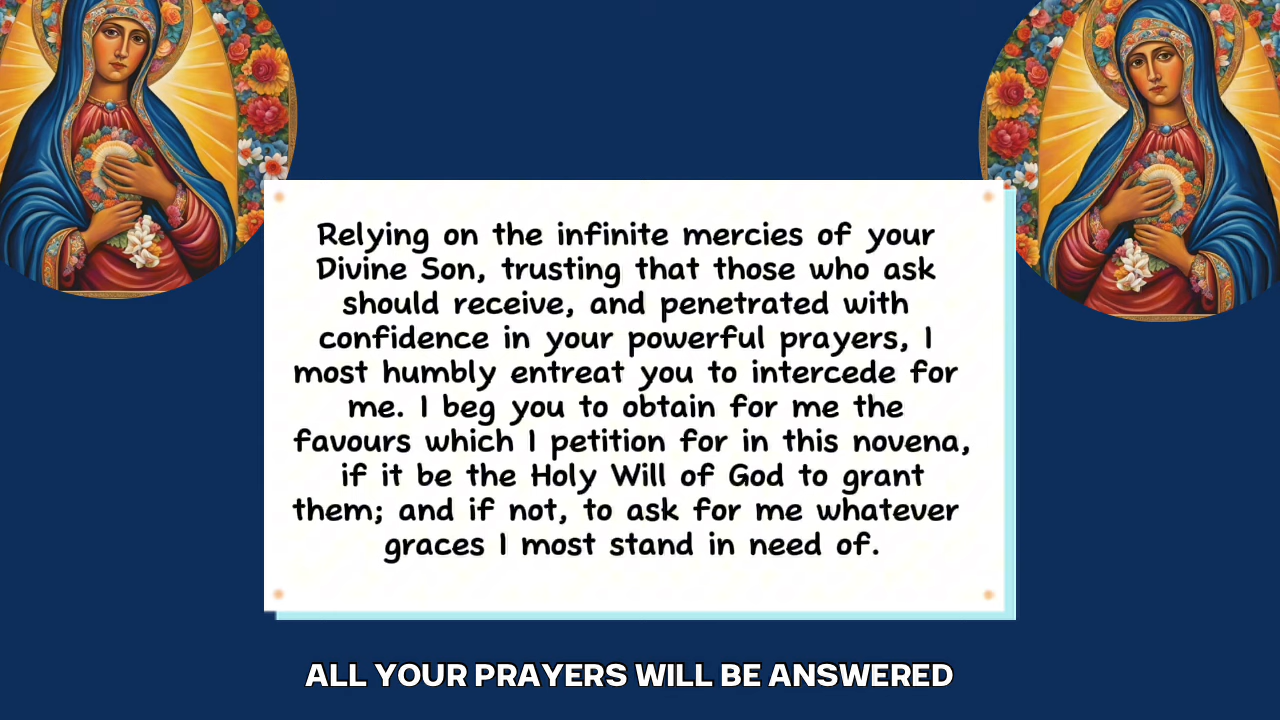 Relying on the infinite mercies of your
Divine Son, trusting that those who ask
should receive, and penetrated with
confidence in your powerful prayers, I
most humbly entreat you to intercede for
me. I beg you to obtain for me the
favours which I petition for in this novena,
if it be the Holy Will of God to grant
them; and if not, to ask for me whatever
graces I most stand in need of.
ALL YOUR PRAYERS WILL BE ANSWERED